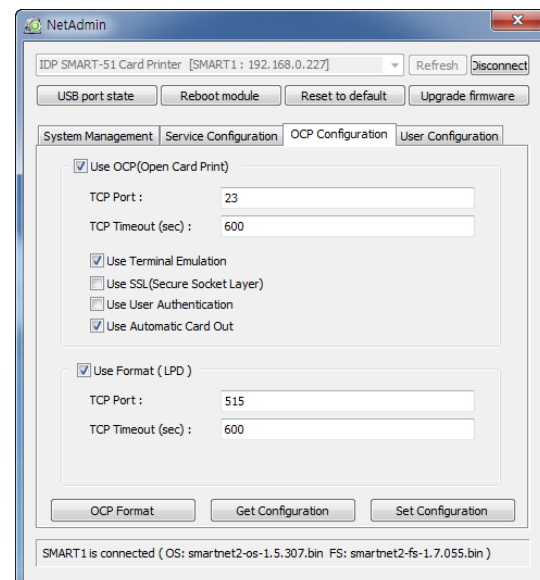 NetAdmin
IDP SMART-51 Card Printer [SMART1 : 192.168.0.227] Refresh Disconnect
USB port state Reboot module Reset to default Upgrade firmware
System Management Service Configuration OCP Configuration User Configuration
Use OCP(Open Card Print)
TCP Port : 23
TCP Timeout (sec) : 600
Use Terminal Emulation
Use SSL(Secure Socket Layer)
Use User Authentication
Use Automatic Card Out
Use Format ( LPD )
TCP Port : 515
TCP Timeout (sec) : 600
OCP Format Get Configuration Set Configuration
SMART1 is connected ( OS: smartnet2-os-1.5.307.bin FS: smartnet2-fs-1.7.055.bin )